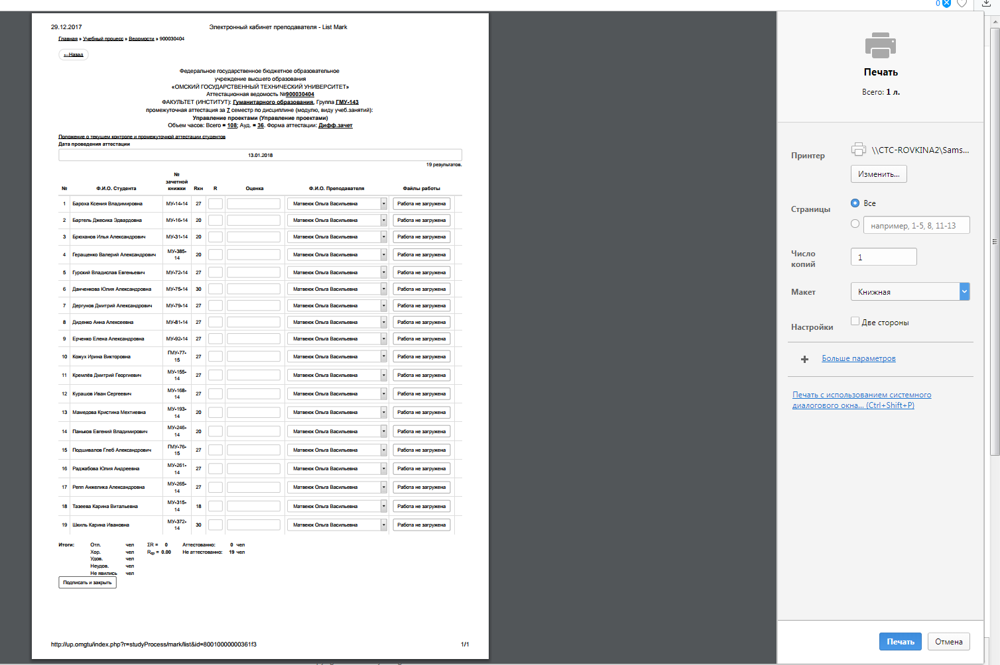 0
29.12.2017 Электронный кабинет преподавателя - List Mark
Главная » Учебный процесс » Ведомости » 900030404
←Назад
Федеральное государственное бюджетное образовательное
учреждение высшего образования
«ОМСКИЙ ГОСУДАРСТВЕННЫЙ ТЕХНИЧЕСКИЙ УНИВЕРСИТЕТ»
Аттестационная ведомость №900030404
ФАКУЛЬТЕТ (ИНСТИТУТ): Гуманитарного образования, Группа ГМУ-143
промежуточная аттестация за 7 семестр по дисциплине (модулю, виду учеб.занятий):
Управление проектами (Управление проектами)
Объем часов: Всего = 108; Ауд. = 36. Форма аттестации: Дифф.зачет
Положение о текущем контроле и промежуточной аттестации студентов
Дата проведения аттестации
13.01.2018
19 результатов.
№ Ф.И.О. Студента № зачетной книжки Rкн R Оценка Ф.И.О. Преподавателя Файлы работы
1 Бароха Ксения Владимировна МУ-14-14 27 Матвеюк Ольга Васильевна Работа не загружена
2 Бартель Джесика Эдвардовна МУ-16-14 20 Матвеюк Ольга Васильевна Работа не загружена
3 Брюханов Илья Александрович МУ-31-14 20 Матвеюк Ольга Васильевна Работа не загружена
4 Геращенко Валерий Александрович МУ-385-14 20 Матвеюк Ольга Васильевна Работа не загружена
5 Гурский Владислав Евгеньевич МУ-72-14 27 Матвеюк Ольга Васильевна Работа не загружена
6 Данченкова Юлия Александровна МУ-75-14 30 Матвеюк Ольга Васильевна Работа не загружена
7 Дергунов Дмитрий Александрович МУ-79-14 27 Матвеюк Ольга Васильевна Работа не загружена
8 Диденко Анна Алексеевна МУ-81-14 27 Матвеюк Ольга Васильевна Работа не загружена
9 Ерченко Елена Александровна МУ-92-14 27 Матвеюк Ольга Васильевна Работа не загружена
10 Кожух Ирина Викторовна ГМУ-77-15 27 Матвеюк Ольга Васильевна Работа не загружена
11 Кремлёв Дмитрий Георгиевич МУ-155-14 27 Матвеюк Ольга Васильевна Работа не загружена
12 Курашов Иван Сергеевич МУ-168-14 27 Матвеюк Ольга Васильевна Работа не загружена
13 Мамедова Кристина Мехтиевна МУ-193-14 20 Матвеюк Ольга Васильевна Работа не загружена
14 Паньков Евгений Владимирович МУ-246-14 20 Матвеюк Ольга Васильевна Работа не загружена
15 Подшивалов Глеб Александрович ГМУ-76-15 27 Матвеюк Ольга Васильевна Работа не загружена
16 Раджабова Юлия Андреевна МУ-261-14 27 Матвеюк Ольга Васильевна Работа не загружена
17 Репп Анжелика Александровна МУ-265-14 27 Матвеюк Ольга Васильевна Работа не загружена
18 Тазеева Карина Витальевна МУ-315-14 18 Матвеюк Ольга Васильевна Работа не загружена
19 Шкиль Карина Ивановна МУ-372-14 30 Матвеюк Ольга Васильевна Работа не загружена
Итоги: Отл. чел ΣR = 0 Аттестованно: 0 чел
Хор. чел Rср = 0.00 Не аттестованно: 19 чел
Удов. чел
Неудов. чел
Не явились чел
Подписать и закрыть
http://up.omgtu/index.php?r=studyProcess/mark/list&id=80010000000361f3 1/1
Печать
Всего: 1 л.
Принтер \\CTC-ROVKINA2\Sams...
Изменить...
Страницы Все
например, 1-5, 8, 11-13
Число
копий 1
Макет Книжная
Настройки Две стороны
Больше параметров
Печать с использованием системного
диалогового окна... (Ctrl+Shift+P)
Печать Отмена